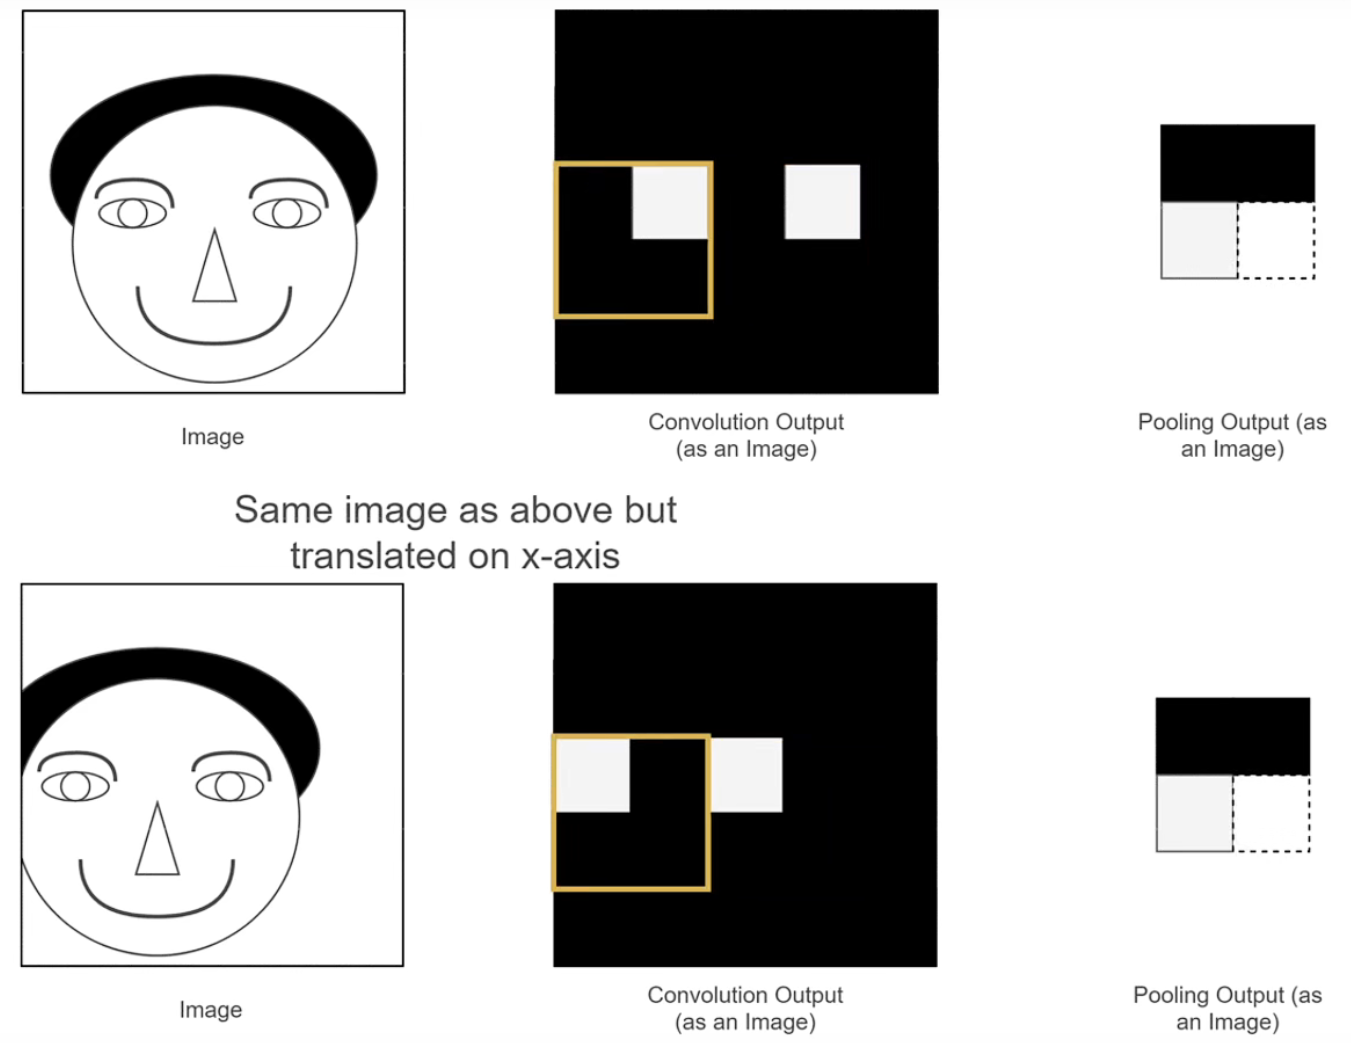 Image
Convolution Output
(as an Image)
Pooling Output (as
an Image)
Same image as above but
translated on x-axis
Image
Convolution Output
(as an Image)
Pooling Output (as
an Image)